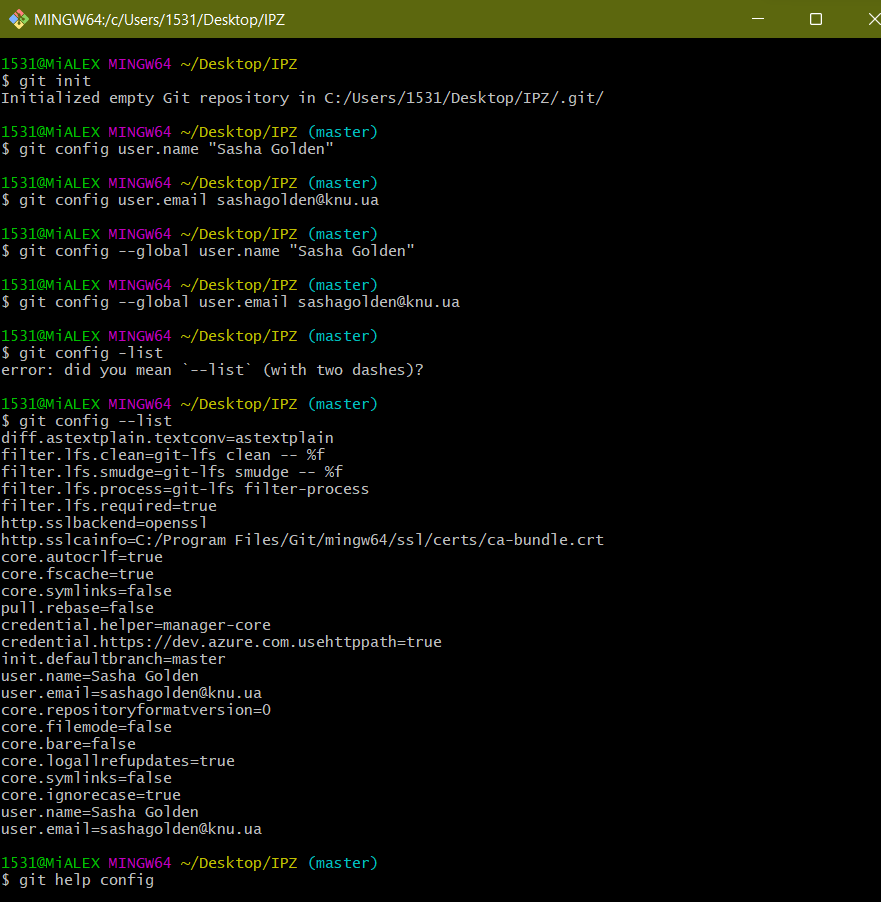 MINGW64:/c/Users/1531/Desktop/IPZ
1531@MiALEX MINGW64 ~/Desktop/IPZ
$ git init
Initialized empty Git repository in C:/Users/1531/Desktop/IPZ/.git/
1531@MiALEX MINGW64 ~/Desktop/IPZ (master)
$ git config user.name "Sasha Golden"
1531@MiALEX MINGW64 ~/Desktop/IPZ (master)
$ git config user.email sashagolden@knu.ua
1531@MiALEX MINGW64 ~/Desktop/IPZ (master)
$ git config --global user.name "Sasha Golden"
1531@MiALEX MINGW64 ~/Desktop/IPZ (master)
$ git config --global user.email sashagolden@knu.ua
1531@MiALEX MINGW64 ~/Desktop/IPZ (master)
$ git config -list
error: did you mean `--list` (with two dashes)?
1531@MiALEX MINGW64 ~/Desktop/IPZ (master)
$ git config --list
diff.astextplain.textconv=astextplain
filter.lfs.clean=git-lfs clean -- %f
filter.lfs.smudge=git-lfs smudge -- %f
filter.lfs.process=git-lfs filter-process
filter.lfs.required=true
http.sslbackend=openssl
http.sslcainfo=C:/Program Files/Git/mingw64/ssl/certs/ca-bundle.crt
core.autocrlf=true
core.fscache=true
core.symlinks=false
pull.rebase=false
credential.helper=manager-core
credential.https://dev.azure.com.usehttppath=true
init.defaultbranch=master
user.name=Sasha Golden
user.email=sashagolden@knu.ua
core.repositoryformatversion=0
core.filemode=false
core.bare=false
core.logallrefupdates=true
core.symlinks=false
core.ignorecase=true
user.name=Sasha Golden
user.email=sashagolden@knu.ua
1531@MiALEX MINGW64 ~/Desktop/IPZ (master)
$ git help config